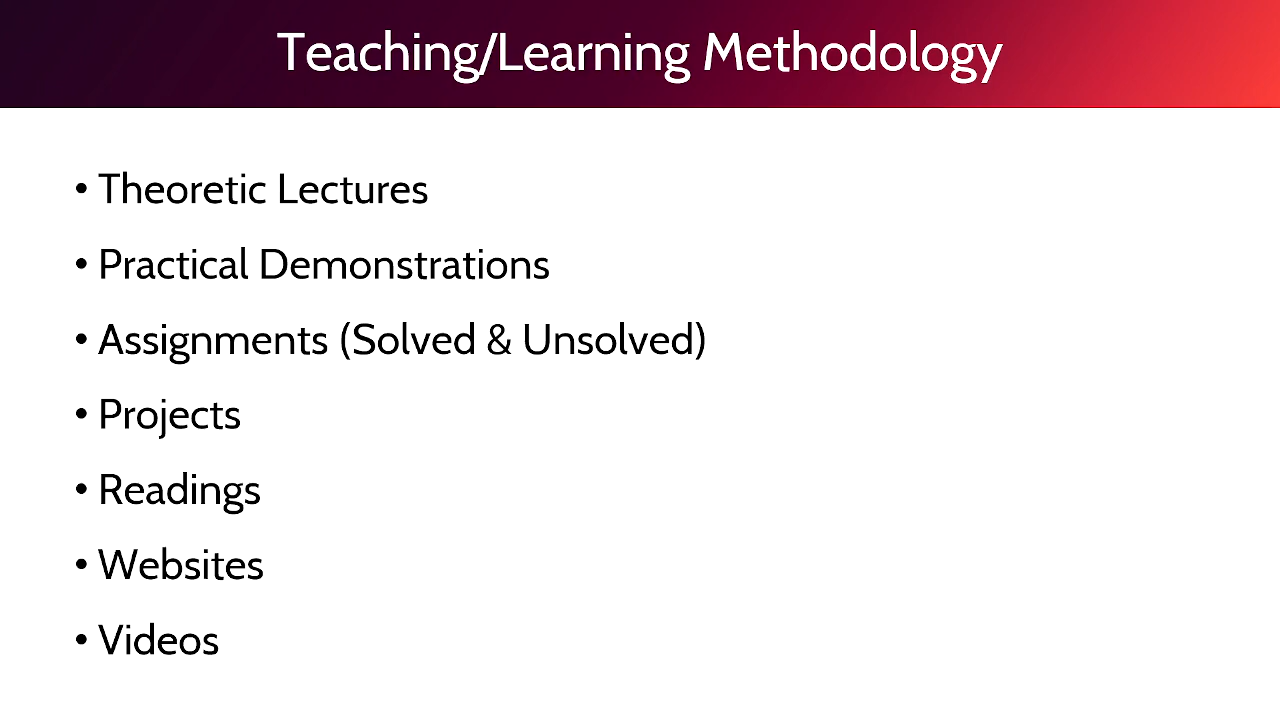 Teaching/Learning Methodology
• Theoretic Lectures
• Practical Demonstrations
• Assignments (Solved & Unsolved)
• Projects
• Readings
• Websites
• Videos